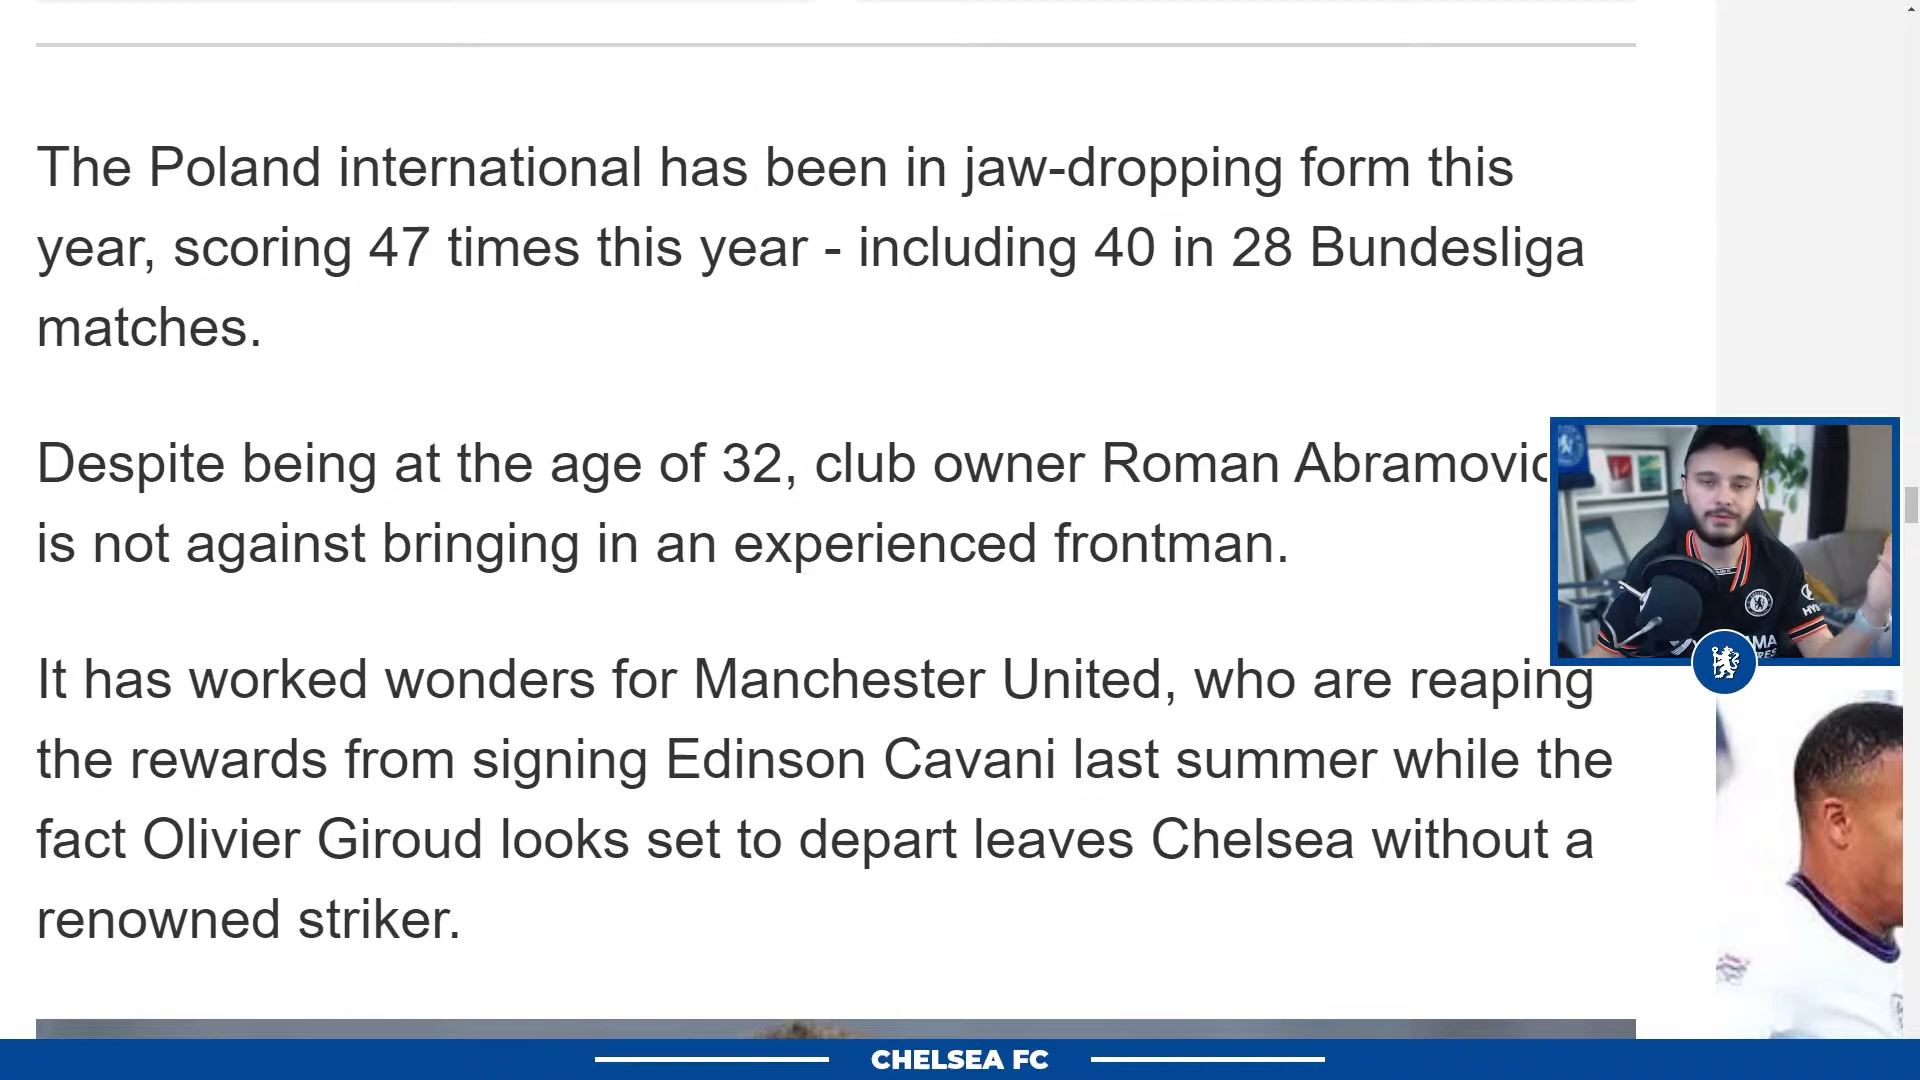 The Poland international has been in jaw-dropping form this
year, scoring 47 times this year - including 40 in 28 Bundesliga
matches.
Despite being at the age of 32, club owner Roman
is not against bringing in an experienced frontman.
It has worked wonders for Manchester United, who are reaping
the rewards from signing Edinson Cavani last summer while the
fact Olivier Giroud looks set to depart leaves Chelsea without a
renowned striker.
CHELSEA FC